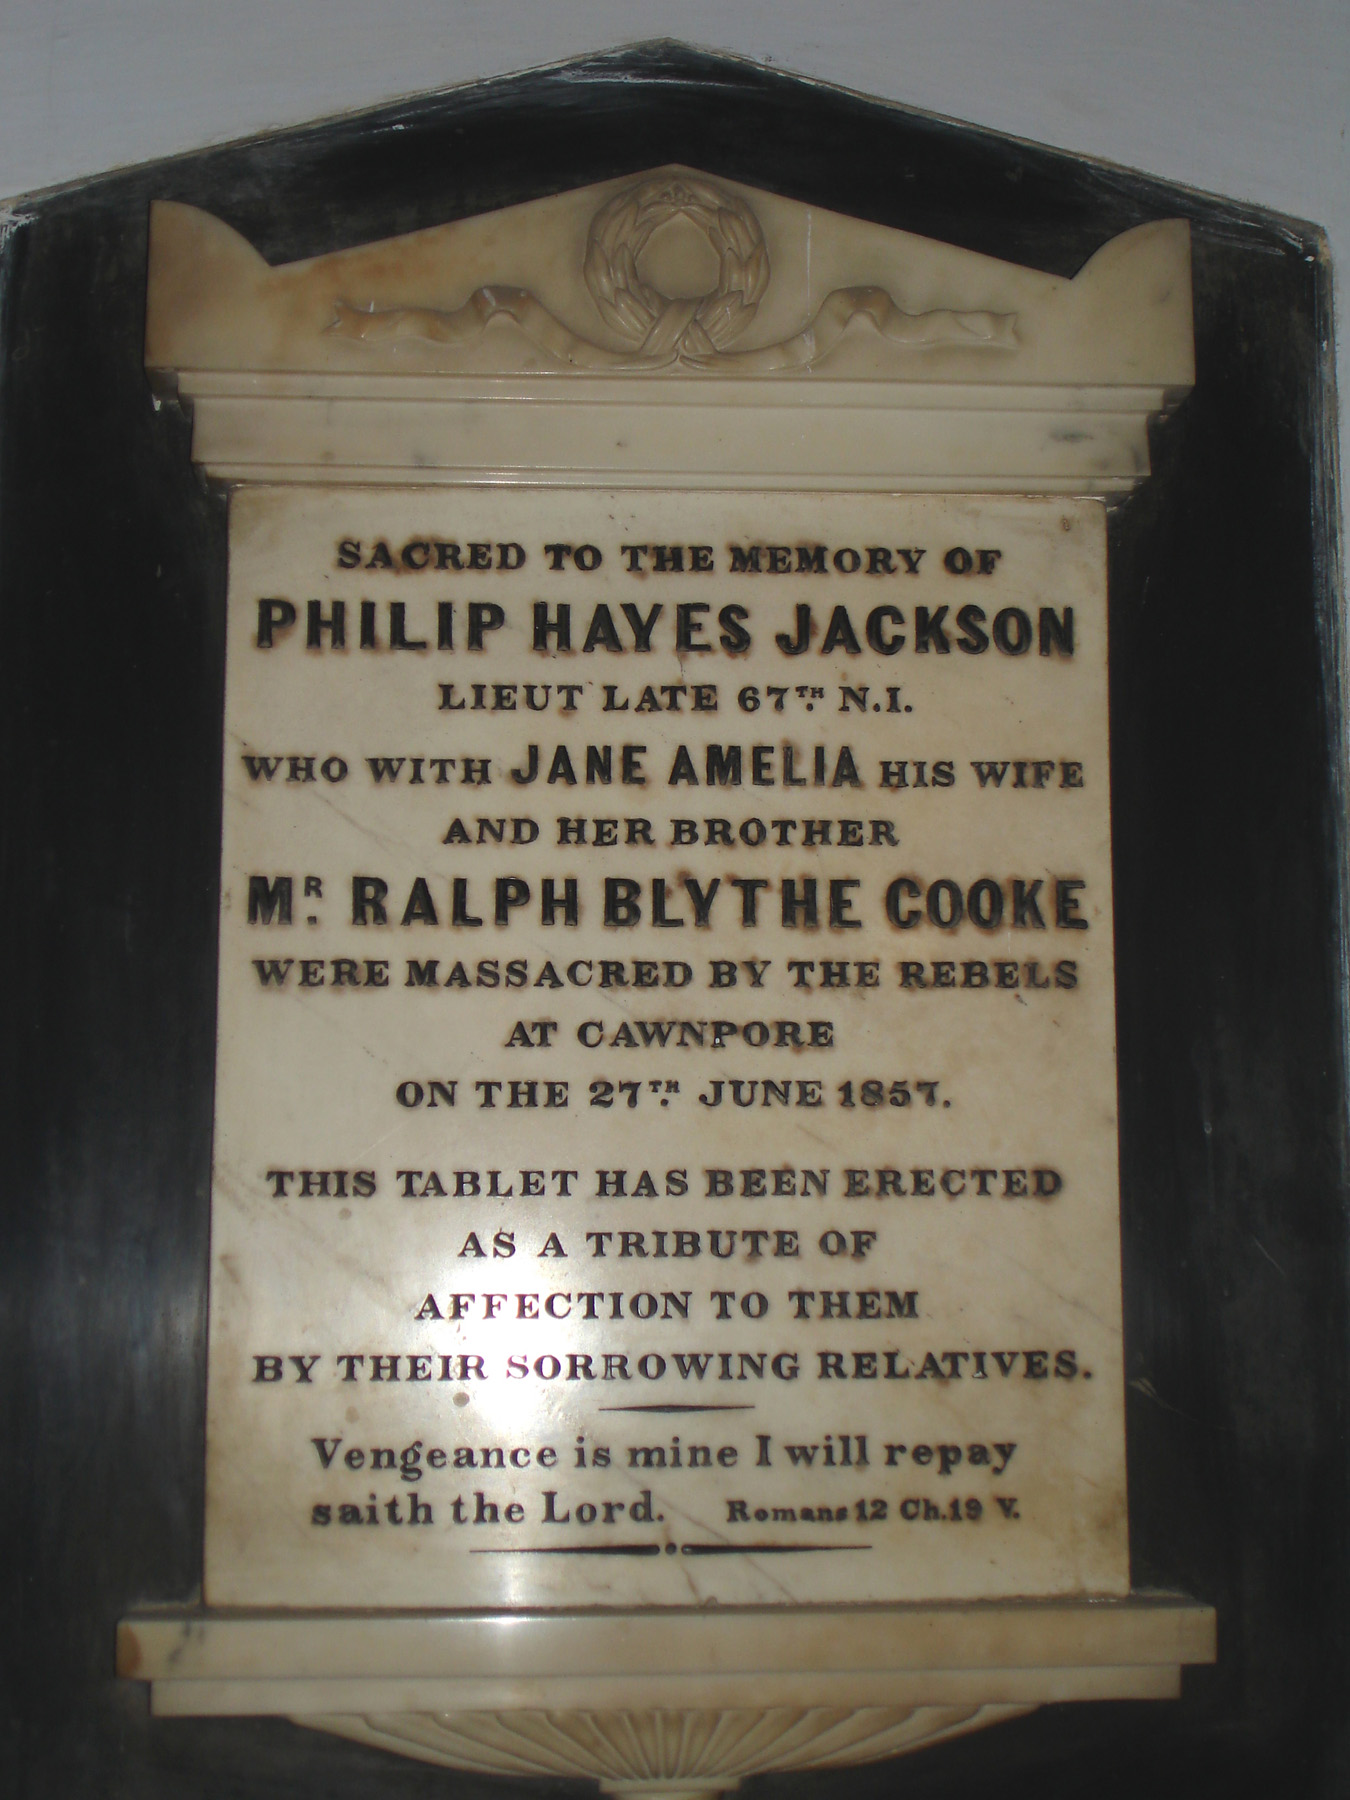 SACRED TO THE MEMORY OF
PHILIP HAYES JACKSON
LIEUT LATE 67TH. N.I.
WHO WITH JANE AMELIA HIS WIFE
AND HER BROTHER
MR. RALPH BLYTHE COOKE
WERE MASSACRED BY THE REBELS
AT CAWNPORE
ON THE 27TH. JUNE 1857.
THIS TABLET HAS BEEN ERECTED
AS A TRIBUTE OF
AFFECTION TO THEM
BY THEIR SORROWING RELATIVES.
Vengeance is mine I will repay
saith the Lord. Romans 12 Ch. 19 V.